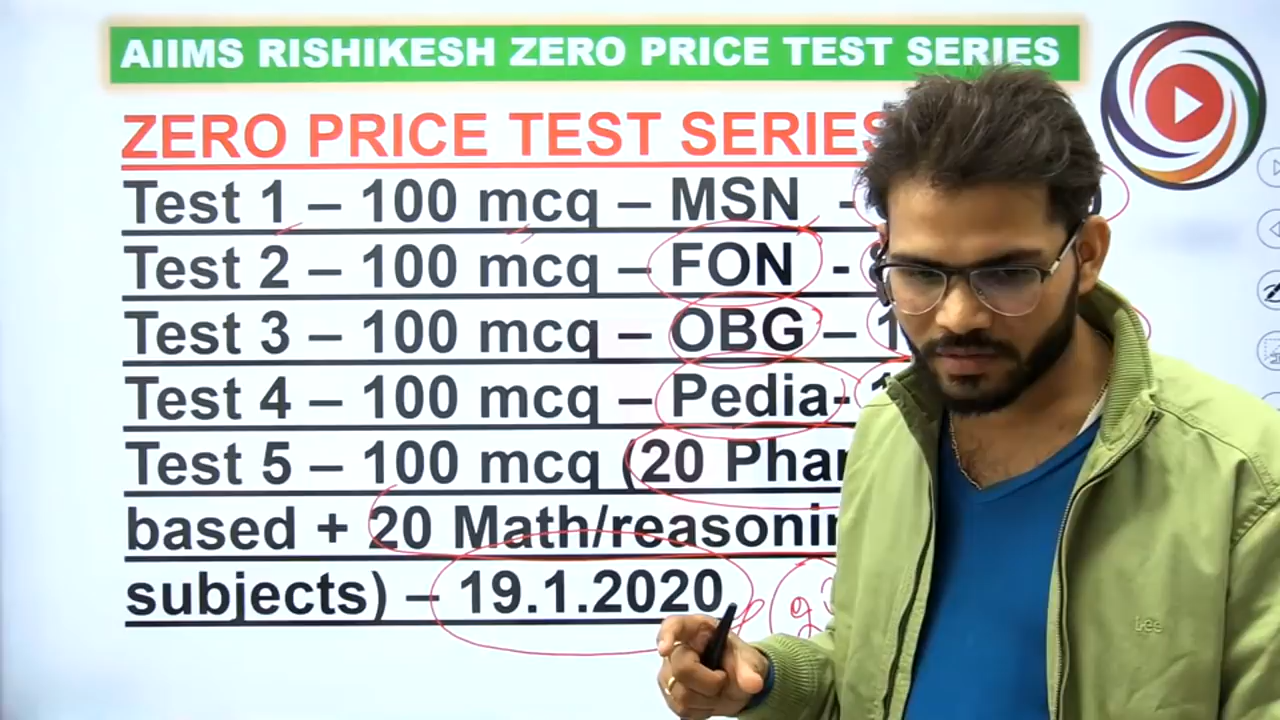 AIIMS RISHIKESH ZERO PRICE TEST SERIES
ZERO PRICE TEST SERIES
Test 1 – 100 mcq – MSN -
Test 2 – 100 mcq – FON -
Test 3 – 100 mcq – OBG –
Test 4 – 100 mcq – Pedia-
Test 5 – 100 mcq (20
based + 20 Math/
subjects) – 19.1.2020
Lee